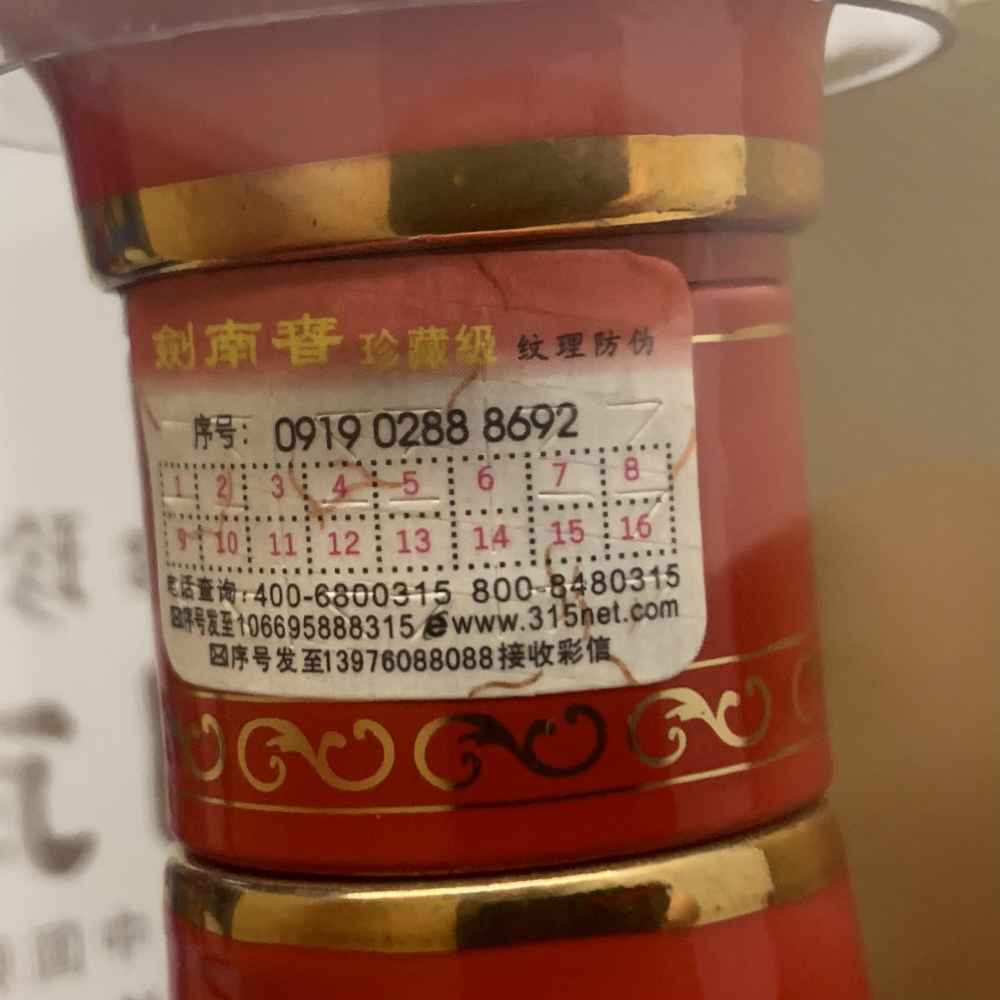 劍南春 珍藏级 纹理防伪
序号：0919 0288 8692
1 2 3 4 5 6 7 8
9 10 11 12 13 14 15 16
电话查询：400-6800315 800-8480315
囟序号发至106695888315 www.315net.com
囟序号发至13976088088接收彩信
中国